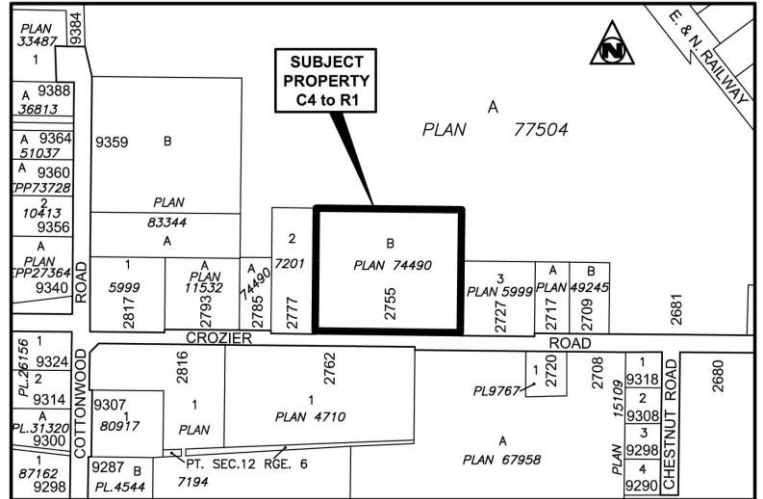 PLAN
33487
1
9384
A 9388
36813
A 9364
51037
A 9360
EPP73728
2
10413
9356
A
PLAN
EPP27364
9340
ROAD
9359 B
PLAN
83344
A
1
5999
2817
A
PLAN
11532
2793
A
74490
2785
2
7201
2777
SUBJECT
PROPERTY
C4 to R1
B
PLAN 74490
2755
A
PLAN 77504
N
E. & N. RAILWAY
3
PLAN 5999
2727
A
PLAN
2717
B
49245
2709
2681
CROZIER ROAD
1
9324
PL.26156
2
9314
A
PL.31320
9300
1
87162
9298
COTTONWOOD
9307
1
80917
9287 B
PL.4544
2816
1
PLAN
2762
1
PLAN 4710
PT. SEC.12 RGE. 6
7194
1
2720
PL9767
2708
A
PLAN 67958
PLAN 15109
1
9318
2
9308
3
9298
4
9290
CHESTNUT ROAD
2680